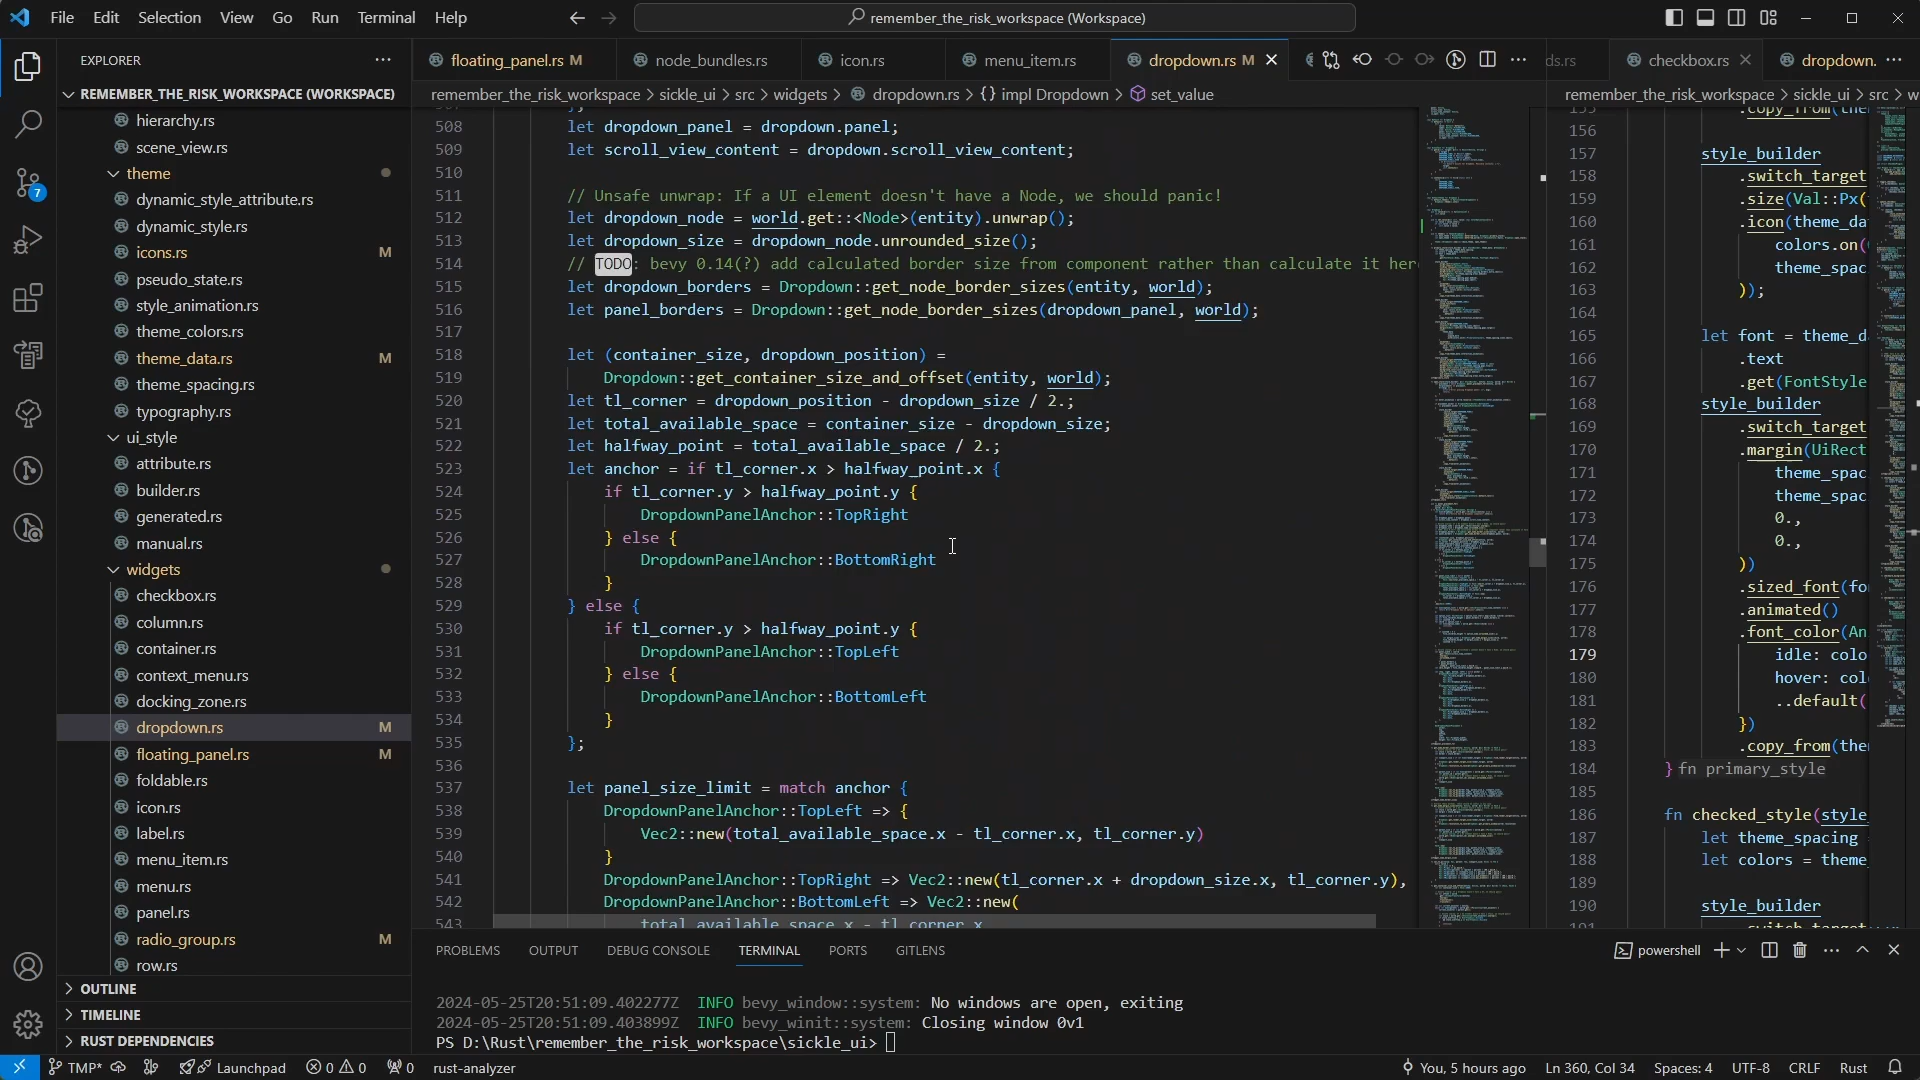 File Edit Selection View Go Run Terminal Help
remember_the_risk_workspace (Workspace)
EXPLORER
REMEMBER_THE_RISK_WORKSPACE (WORKSPACE)
hierarchy.rs
scene_view.rs
theme
dynamic_style_attribute.rs
dynamic_style.rs
icons.rs M
pseudo_state.rs
style_animation.rs
theme_colors.rs
theme_data.rs M
theme_spacing.rs
typography.rs
ui_style
attribute.rs
builder.rs
generated.rs
manual.rs
widgets
checkbox.rs
column.rs
container.rs
context_menu.rs
docking_zone.rs
dropdown.rs M
floating_panel.rs M
foldable.rs
icon.rs
label.rs
menu_item.rs
menu.rs
panel.rs
radio_group.rs M
row.rs
OUTLINE
TIMELINE
RUST DEPENDENCIES
7
floating_panel.rs M node_bundles.rs icon.rs menu_item.rs dropdown.rs M
remember_the_risk_workspace > sickle_ui > src > widgets > dropdown.rs > {} impl Dropdown > set_value
508 let dropdown_panel = dropdown.panel;
509 let scroll_view_content = dropdown.scroll_view_content;
510
511 // Unsafe unwrap: If a UI element doesn't have a Node, we should panic!
512 let dropdown_node = world.get::<Node>(entity).unwrap();
513 let dropdown_size = dropdown_node.unrounded_size();
514 // TODO: bevy 0.14(?) add calculated border size from component rather than calculate it her
515 let dropdown_borders = Dropdown::get_node_border_sizes(entity, world);
516 let panel_borders = Dropdown::get_node_border_sizes(dropdown_panel, world);
517
518 let (container_size, dropdown_position) =
519 Dropdown::get_container_size_and_offset(entity, world);
520 let tl_corner = dropdown_position - dropdown_size / 2.;
521 let total_available_space = container_size - dropdown_size;
522 let halfway_point = total_available_space / 2.;
523 let anchor = if tl_corner.x > halfway_point.x {
524 if tl_corner.y > halfway_point.y {
525 DropdownPanelAnchor::TopRight
526 } else {
527 DropdownPanelAnchor::BottomRight
528 }
529 } else {
530 if tl_corner.y > halfway_point.y {
531 DropdownPanelAnchor::TopLeft
532 } else {
533 DropdownPanelAnchor::BottomLeft
534 }
535 };
536
537 let panel_size_limit = match anchor {
538 DropdownPanelAnchor::TopLeft => {
539 Vec2::new(total_available_space.x - tl_corner.x, tl_corner.y)
540 }
541 DropdownPanelAnchor::TopRight => Vec2::new(tl_corner.x + dropdown_size.x, tl_corner.y),
542 DropdownPanelAnchor::BottomLeft => Vec2::new(
543 total_available_space.x - tl_corner.x
ds.rs checkbox.rs dropdown.
remember_the_risk_workspace > sickle_ui > src > w
.copy_from(the
156
157 style_builder
158 .switch_target
159 .size(Val::Px(
160 .icon(theme_da
161 colors.on(
162 theme_spac
163 ));
164
165 let font = theme_d
166 .text
167 .get(FontStyle
168 style_builder
169 .switch_target
170 .margin(UiRect
171 theme_spac
172 theme_spac
173 0.,
174 0.,
175 ))
176 .sized_font(fo
177 .animated()
178 .font_color(An
179 idle: colo
180 hover: col
181 ..default(
182 })
183 .copy_from(the
184 } fn primary_style
185
186 fn checked_style(style
187 let theme_spacing
188 let colors = theme
189
190 style_builder
PROBLEMS OUTPUT DEBUG CONSOLE TERMINAL PORTS GITLENS
powershell
2024-05-25T20:51:09.402277Z INFO bevy_window::system: No windows are open, exiting
2024-05-25T20:51:09.403899Z INFO bevy_winit::system: Closing window 0v1
PS D:\Rust\remember_the_risk_workspace\sickle_ui>
TMP* Launchpad 0 0 0 rust-analyzer
You, 5 hours ago Ln 360, Col 34 Spaces: 4 UTF-8 CRLF Rust